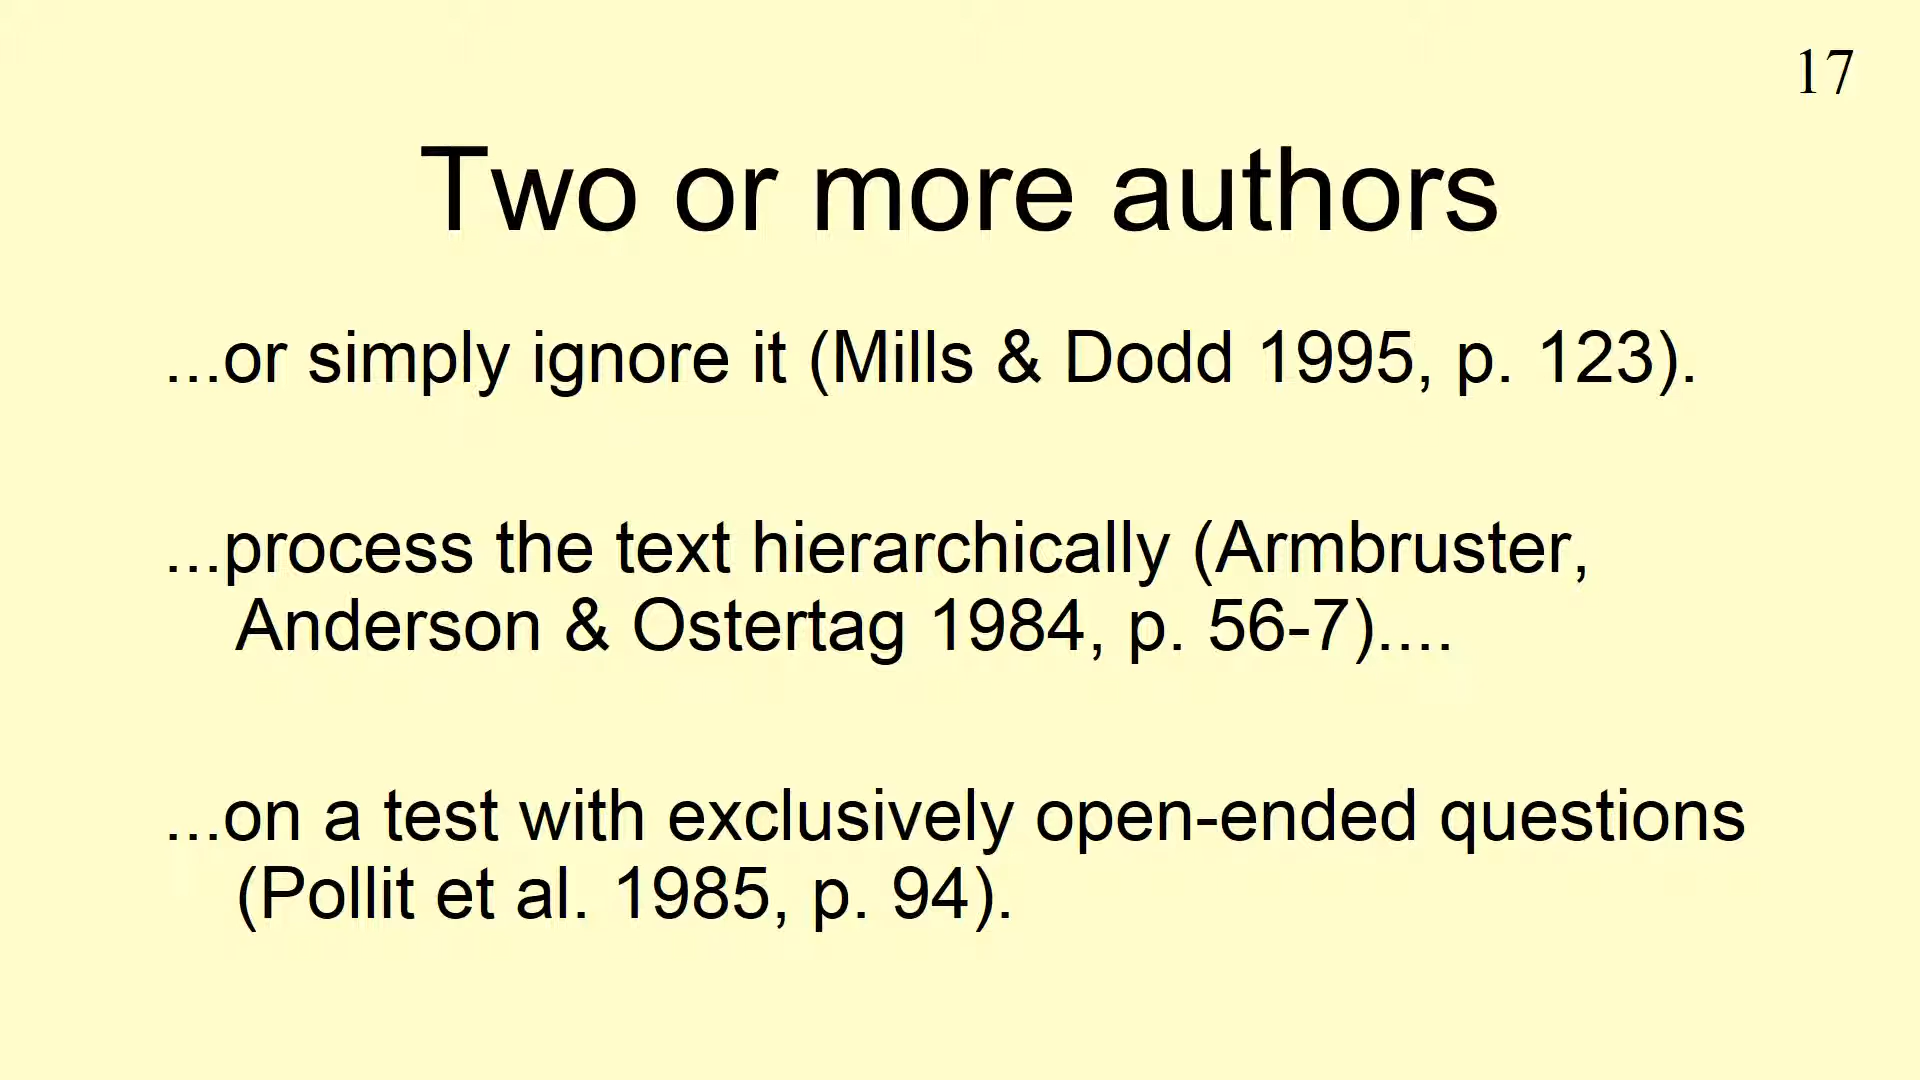 17
Two or more authors
...or simply ignore it (Mills & Dodd 1995, p. 123).
...process the text hierarchically (Armbruster,
Anderson & Ostertag 1984, p. 56-7)....
...on a test with exclusively open-ended questions
(Pollit et al. 1985, p. 94).